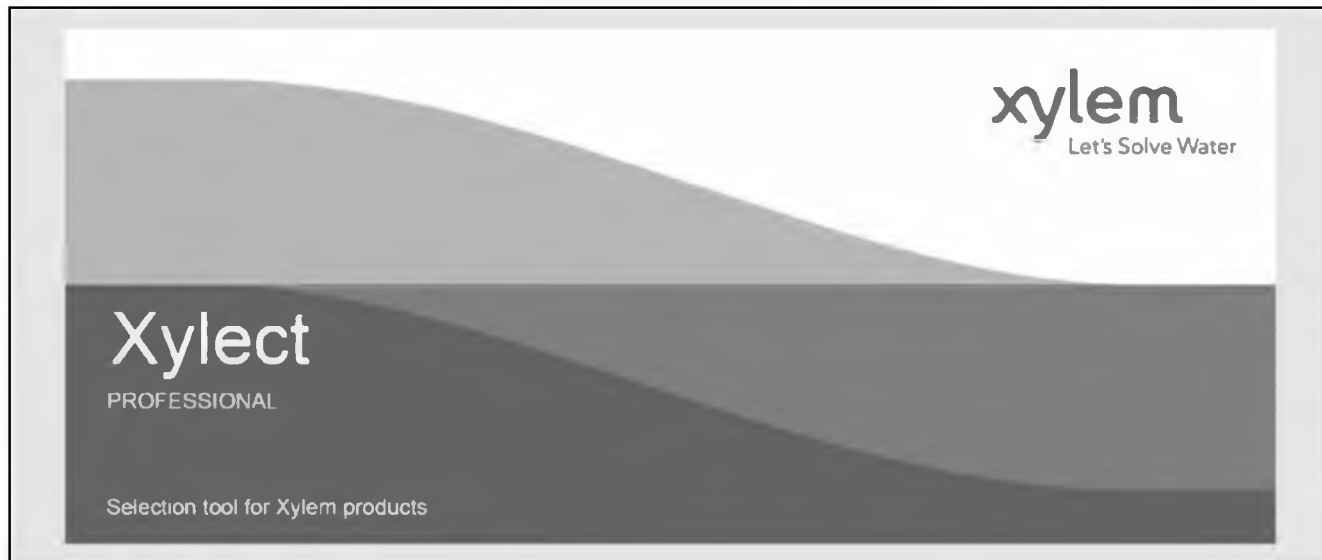 xylem
Let's Solve Water
Xylect
PROFESSIONAL
Selection tool for Xylem products